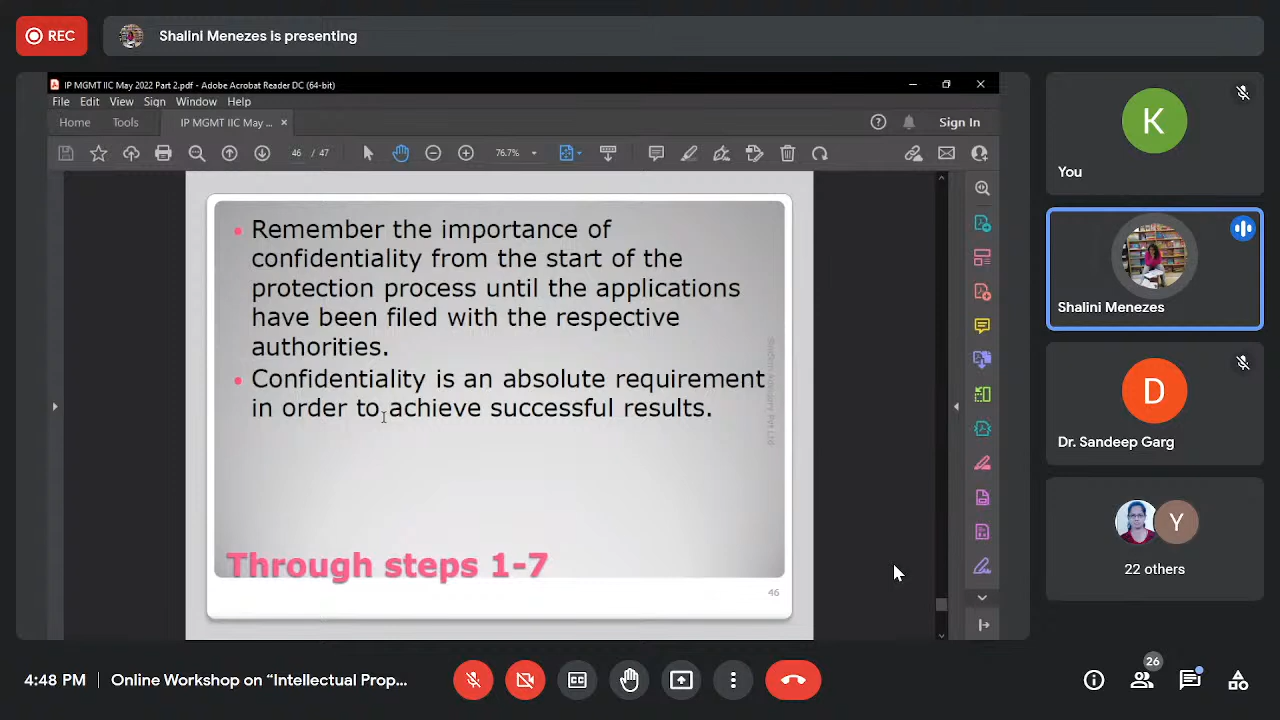 REC
Shalini Menezes is presenting
IP MGMT IIC May 2022 Part 2.pdf - Adobe Acrobat Reader DC (64-bit)
File Edit View Sign Window Help
Home Tools IP MGMT IIC May ... × Sign In
46 / 47 76.7%
• Remember the importance of
confidentiality from the start of the
protection process until the applications
have been filed with the respective
authorities.
• Confidentiality is an absolute requirement
in order to achieve successful results.
Through steps 1-7
46
K
You
Shalini Menezes
D
Dr. Sandeep Garg
Y
22 others
4:48 PM | Online Workshop on “Intellectual Prop...
26